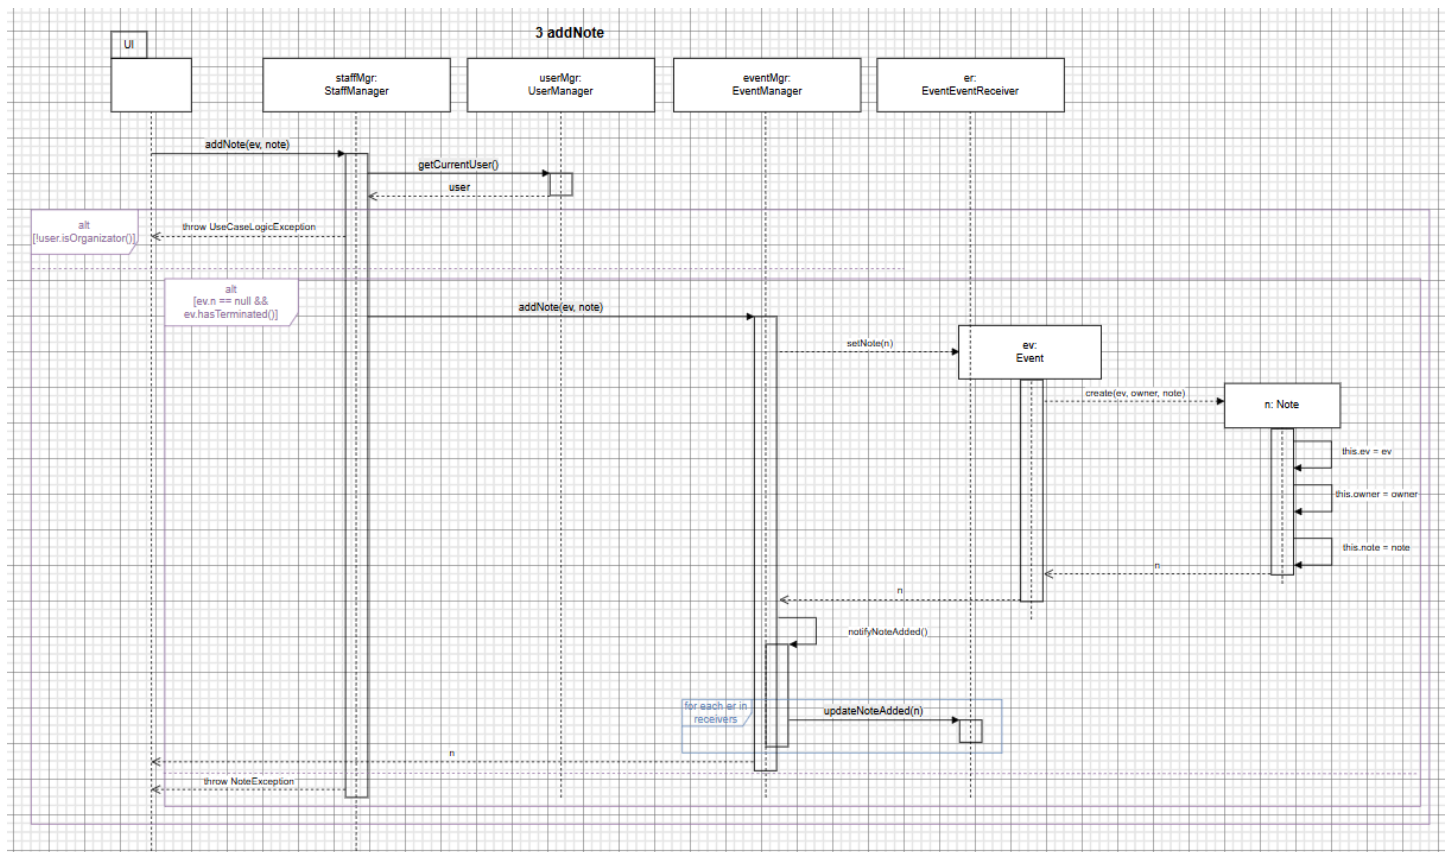 3 addNote
UI
staffMgr:
StaffManager
userMgr:
UserManager
eventMgr:
EventManager
er:
EventEventReceiver
addNote(ev, note)
getCurrentUser()
user
alt
[!user.isOrganizator()]
throw UseCaseLogicException
alt
[ev.n == null &&
ev.hasTerminated()]
addNote(ev, note)
setNote(n)
ev:
Event
create(ev, owner, note)
n: Note
this.ev = ev
this.owner = owner
this.note = note
n
n
notifyNoteAdded()
for each er in
receivers
updateNoteAdded(n)
n
throw NoteException